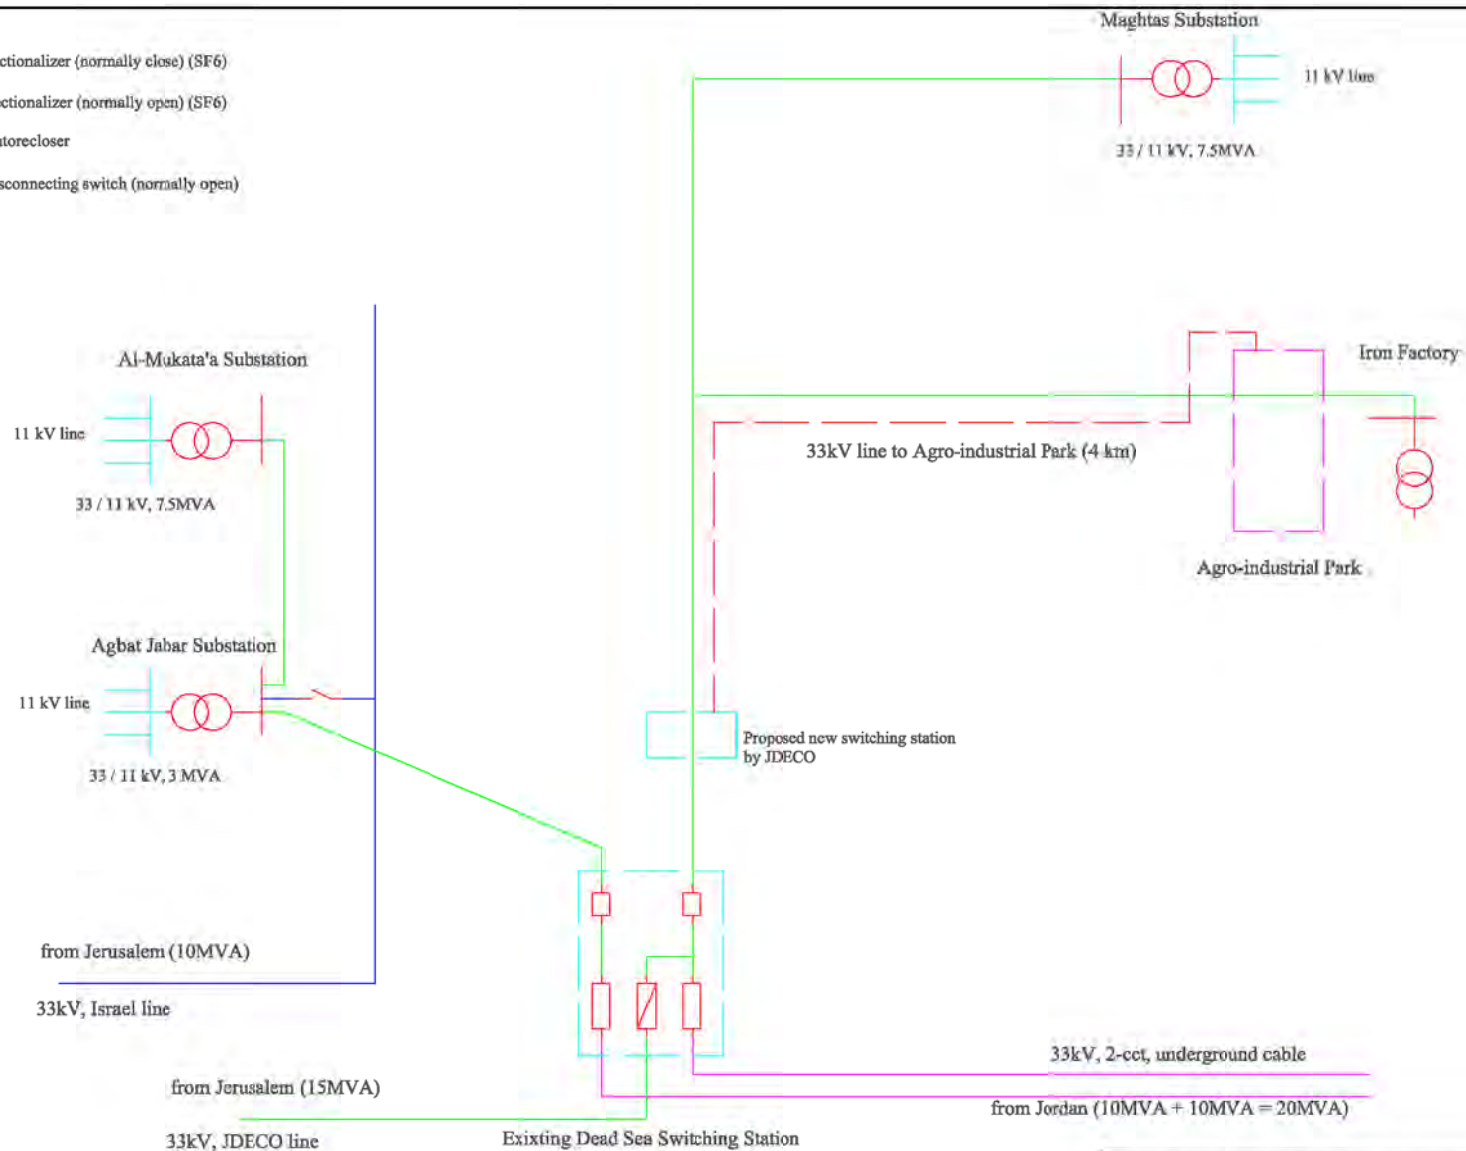 Maghtas Substation
ctionalizer (normally close) (SF6)
11 kV line
ectionalizer (normally open) (SF6)
utorecloser
33 / 11 kV, 7.5MVA
sconnecting switch (normally open)
Al-Mukata'a Substation
Iron Factory
11 kV line
33kV line to Agro-industrial Park (4 km)
33 / 11 kV, 7.5MVA
Agro-industrial Park
Agbat Jabar Substation
11 kV line
Proposed new switching station
by JDECO
33 / 11 kV, 3 MVA
from Jerusalem (10MVA)
33kV, Israel line
33kV, 2-cct, underground cable
from Jerusalem (15MVA)
from Jordan (10MVA + 10MVA = 20MVA)
33kV, JDECO line
Exixting Dead Sea Switching Station